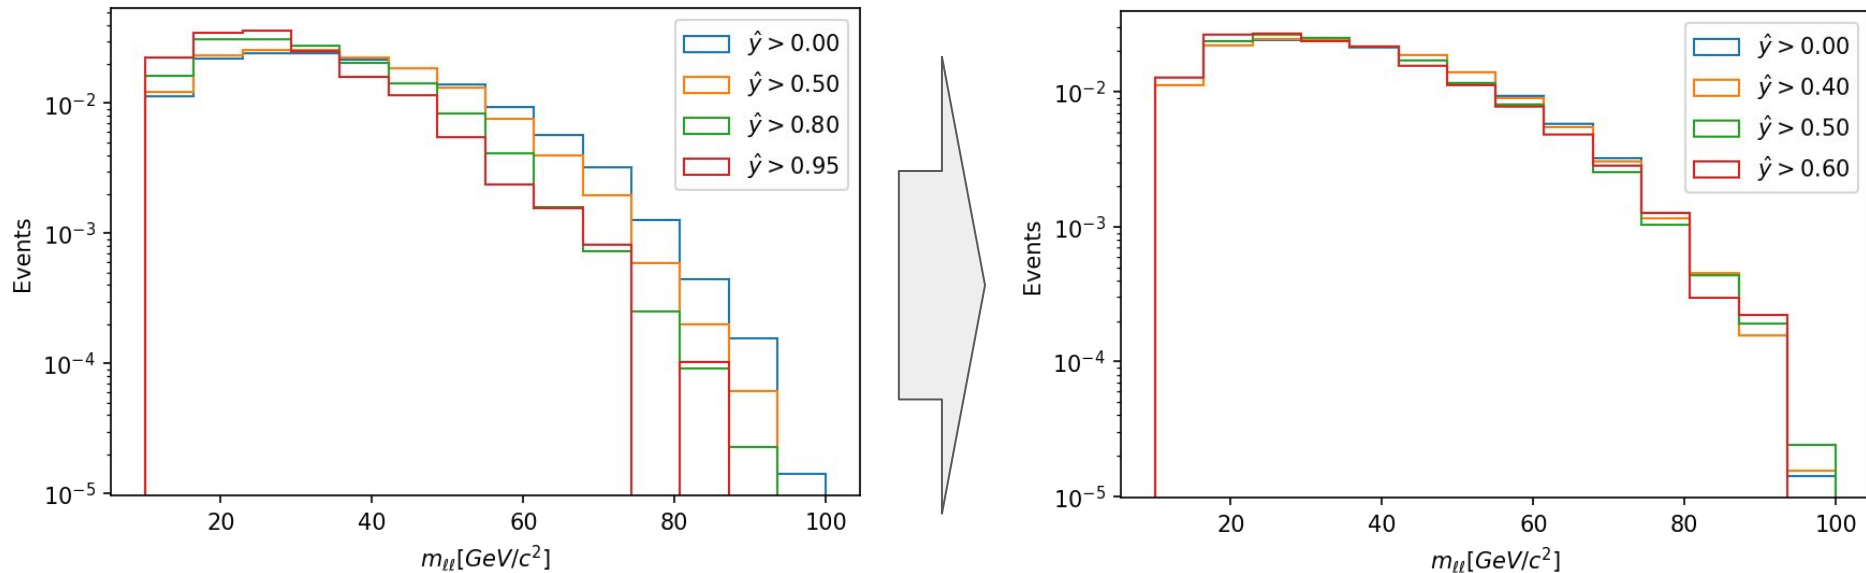 ŷ > 0.00
ŷ > 0.50
ŷ > 0.80
ŷ > 0.95
Events
10⁻²
10⁻³
10⁻⁴
10⁻⁵
20 40 60 80 100
m_ℓℓ[GeV/c²]
ŷ > 0.00
ŷ > 0.40
ŷ > 0.50
ŷ > 0.60
Events
10⁻²
10⁻³
10⁻⁴
10⁻⁵
20 40 60 80 100
m_ℓℓ[GeV/c²]